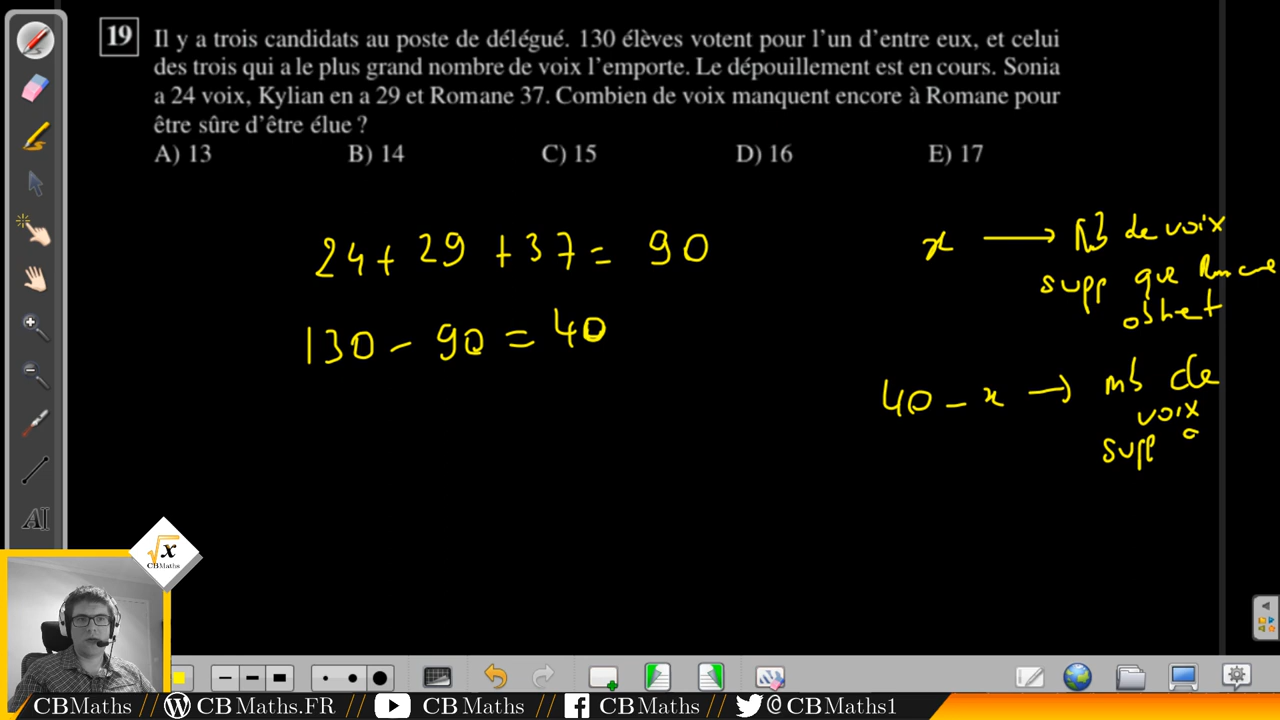 19 Il y a trois candidats au poste de délégué. 130 élèves votent pour l'un d'entre eux, et celui
des trois qui a le plus grand nombre de voix l'emporte. Le dépouillement est en cours. Sonia
a 24 voix, Kylian en a 29 et Romane 37. Combien de voix manquent encore à Romane pour
être sûre d'être élue ?
A) 13 B) 14 C) 15 D) 16 E) 17
24 + 29 + 37 = 90
130 - 90 = 40
x → Nb de voix
supp que Romane
obtient
40 - x → nb de
voix
supp
AI
√x
CBMaths
CBMaths CBMaths.FR CBMaths CBMaths @CBMaths1